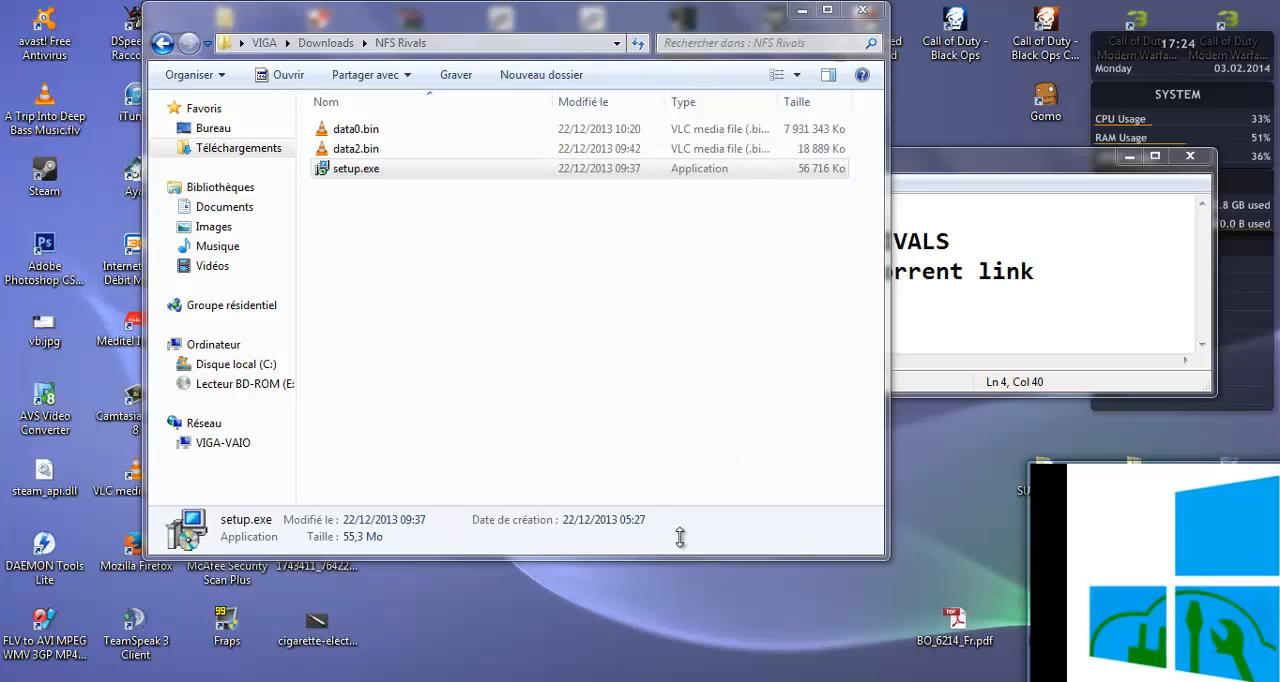 avast! Free
Antivirus
DSpee
Racco
A Trip Into Deep
Bass Music.flv
iTun
Steam
Aya
Adobe
Photoshop CS...
Internet
Débit M
vb.jpg
Meditel I
AVS Video
Converter
Camtasia
8
steam_api.dll
VLC medi
DAEMON Tools
Lite
Mozilla Firefox
McAfee Security
Scan Plus
1743411_76422...
FLV to AVI MPEG
WMV 3GP MP4...
TeamSpeak 3
Client
Fraps
cigarette-elect...
VIGA
Downloads
NFS Rivals
Rechercher dans : NFS Rivals
Organiser
Ouvrir
Partager avec
Graver
Nouveau dossier
Favoris
Bureau
Téléchargements
Bibliothèques
Documents
Images
Musique
Vidéos
Groupe résidentiel
Ordinateur
Disque local (C:)
Lecteur BD-ROM (E:
Réseau
VIGA-VAIO
Nom Modifié le Type Taille
data0.bin 22/12/2013 10:20 VLC media file (.bi... 7 931 343 Ko
data2.bin 22/12/2013 09:42 VLC media file (.bi... 18 889 Ko
setup.exe 22/12/2013 09:37 Application 56 716 Ko
setup.exe Modifié le : 22/12/2013 09:37 Date de création : 22/12/2013 05:27
Application Taille : 55,3 Mo
Call of Duty -
Black Ops
Call of Duty -
Black Ops C...
Call of Duty
Modern Warfa...
Call of Duty
Modern Warfa...
17:24
Monday 03.02.2014
Gomo
SYSTEM
CPU Usage 33%
RAM Usage 51%
36%
.8 GB used
0.0 B used
VALS
rrent link
Ln 4, Col 40
SU
BO_6214_Fr.pdf